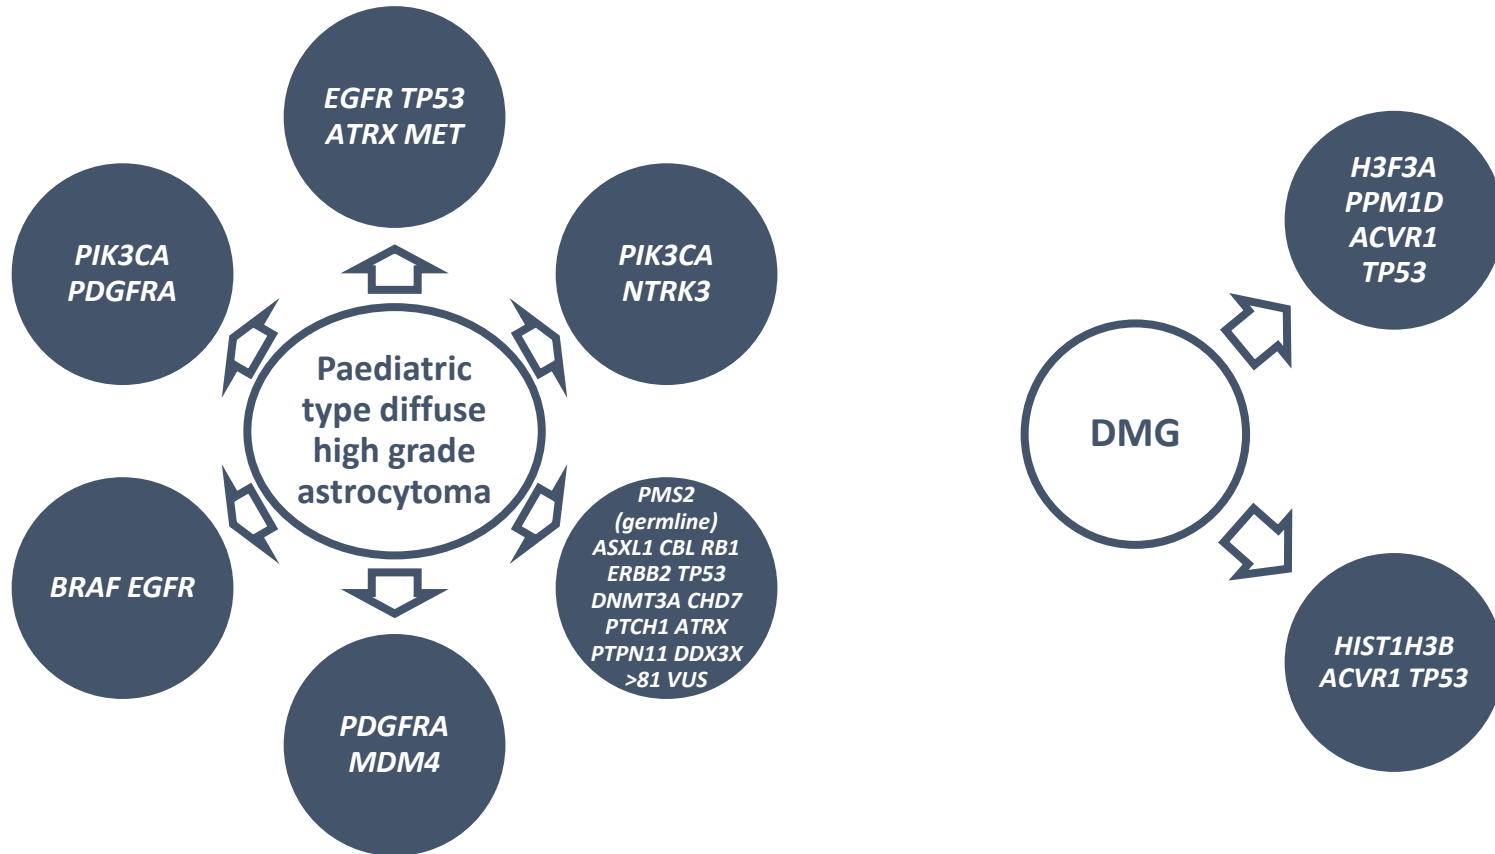 EGFR TP53
ATRX MET
PIK3CA
PDGFRA
PIK3CA
NTRK3
Paediatric
type diffuse
high grade
astrocytoma
BRAF EGFR
PMS2
(germline)
ASXL1 CBL RB1
ERBB2 TP53
DNMT3A CHD7
PTCH1 ATRX
PTPN11 DDX3X
>81 VUS
PDGFRA
MDM4
H3F3A
PPM1D
ACVR1
TP53
DMG
HIST1H3B
ACVR1 TP53